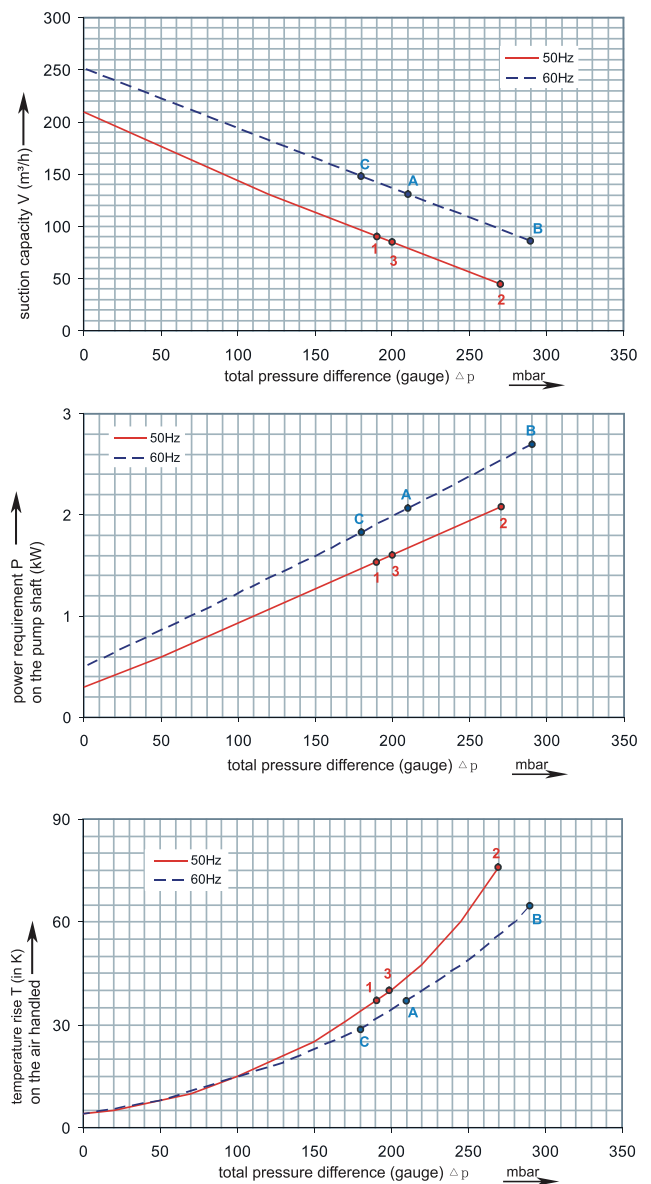 300
250
200
150
100
50
0
suction capacity V (m³/h)
50Hz
60Hz
C
A
B
1
3
2
0 50 100 150 200 250 300 350
total pressure difference (gauge) △p mbar
3
2
1
0
power requirement P
on the pump shaft (kW)
50Hz
60Hz
B
A
C
2
1
3
0 50 100 150 200 250 300 350
total pressure difference (gauge) △p mbar
90
60
30
0
temperature rise T (in K)
on the air handled
50Hz
60Hz
2
3
1
B
A
C
0 50 100 150 200 250 300 350
total pressure difference (gauge) △p mbar